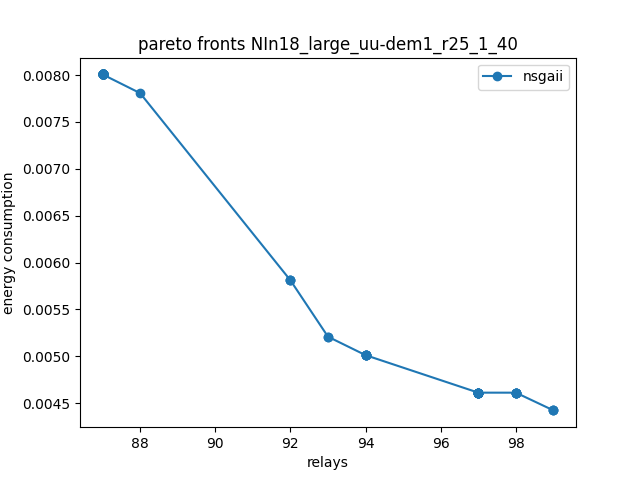 pareto fronts NIn18_large_uu-dem1_r25_1_40
nsgaii
energy consumption
0.0080
0.0075
0.0070
0.0065
0.0060
0.0055
0.0050
0.0045
88 90 92 94 96 98
relays